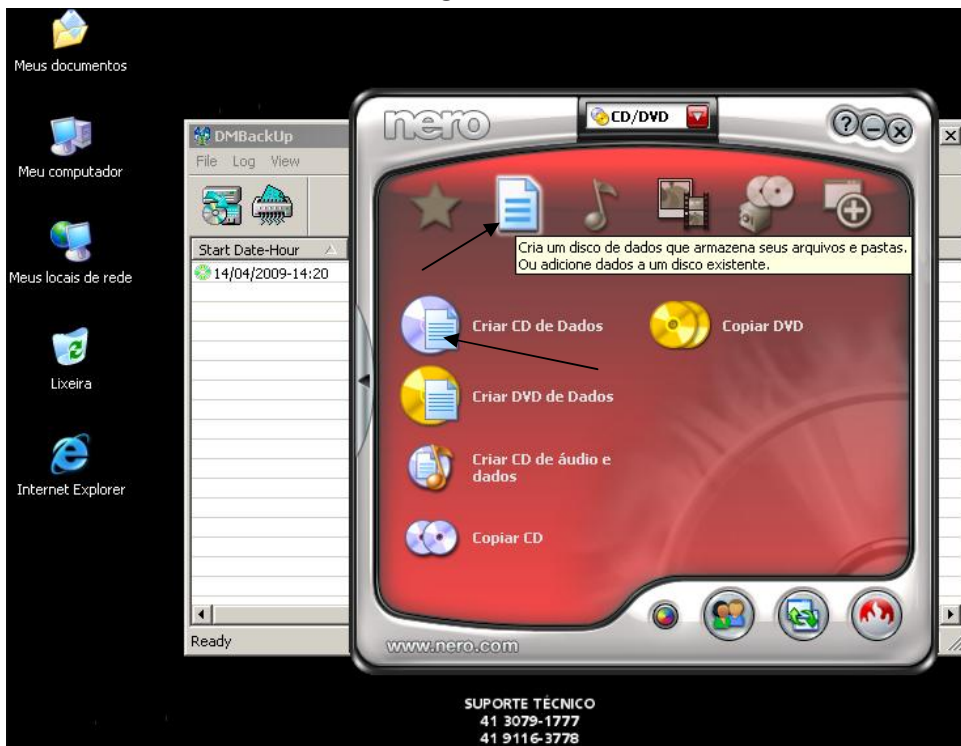 Meus documentos
Meu computador
Meus locais de rede
Lixeira
Internet Explorer
DMBackUp
File Log View
Start Date-Hour
14/04/2009-14:20
Ready
nero
CD/DVD
Cria um disco de dados que armazena seus arquivos e pastas.
Ou adicione dados a um disco existente.
Criar CD de Dados
Copiar DVD
Criar DVD de Dados
Criar CD de áudio e
dados
Copiar CD
www.nero.com
SUPORTE TÉCNICO
41 3079-1777
41 9116-3778